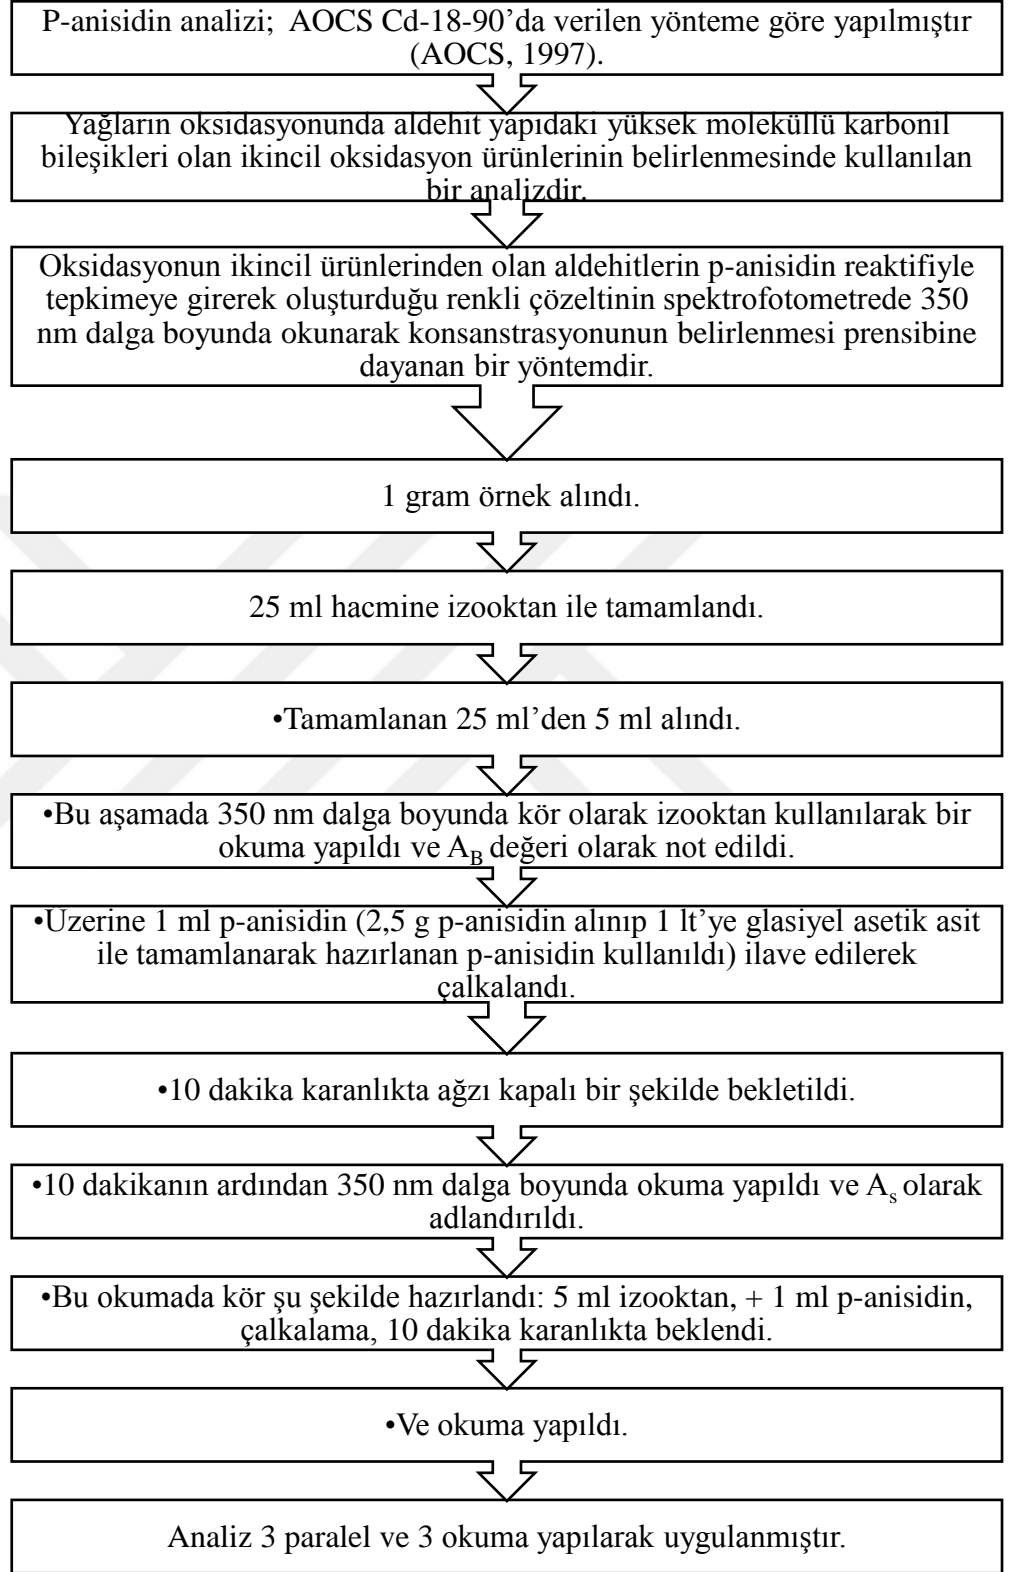 P-anisidin analizi;  AOCS Cd-18-90’da verilen yönteme göre yapılmıştır
(AOCS, 1997).
Yağların oksidasyonunda aldehit yapıdaki yüksek moleküllü karbonil
bileşikleri olan ikincil oksidasyon ürünlerinin belirlenmesinde kullanılan
bir analizdir.
Oksidasyonun ikincil ürünlerinden olan aldehitlerin p-anisidin reaktifiyle
tepkimeye girerek oluşturduğu renkli çözeltinin spektrofotometrede 350
nm dalga boyunda okunarak konsanstrasyonunun belirlenmesi prensibine
dayanan bir yöntemdir.
1 gram örnek alındı.
25 ml hacmine izooktan ile tamamlandı.
•Tamamlanan 25 ml’den 5 ml alındı.
•Bu aşamada 350 nm dalga boyunda kör olarak izooktan kullanılarak bir
okuma yapıldı ve A_B değeri olarak not edildi.
•Üzerine 1 ml p-anisidin (2,5 g p-anisidin alınıp 1 lt’ye glasiyel asetik asit
ile tamamlanarak hazırlanan p-anisidin kullanıldı) ilave edilerek
çalkalandı.
•10 dakika karanlıkta ağzı kapalı bir şekilde bekletildi.
•10 dakikanın ardından 350 nm dalga boyunda okuma yapıldı ve A_s olarak
adlandırıldı.
•Bu okumada kör şu şekilde hazırlandı: 5 ml izooktan, + 1 ml p-anisidin,
çalkalama, 10 dakika karanlıkta beklendi.
•Ve okuma yapıldı.
Analiz 3 paralel ve 3 okuma yapılarak uygulanmıştır.